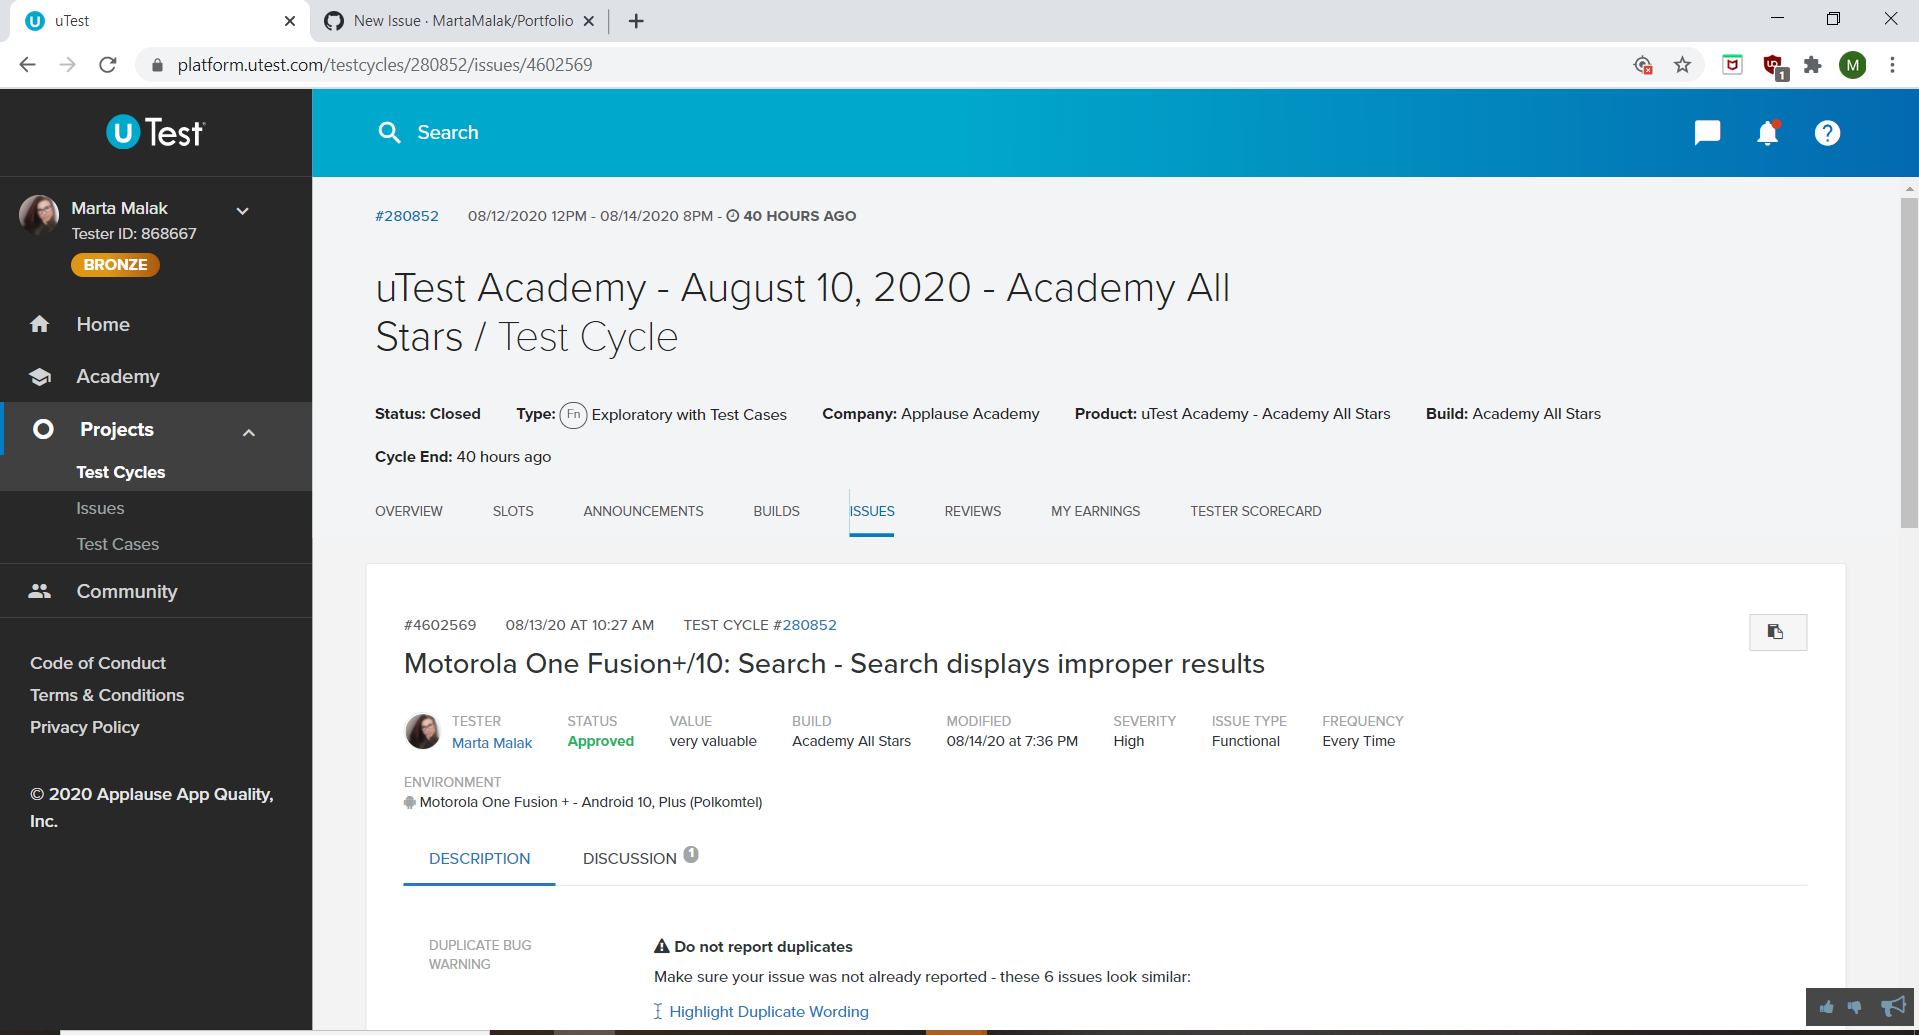 uTest
New Issue · MartaMalak/Portfolio
platform.utest.com/testcycles/280852/issues/4602569
1
M
U Test
Search
?
Marta Malak
Tester ID: 868667
BRONZE
Home
Academy
Projects
Test Cycles
Issues
Test Cases
Community
Code of Conduct
Terms & Conditions
Privacy Policy
© 2020 Applause App Quality,
Inc.
#280852 08/12/2020 12PM - 08/14/2020 8PM - 40 HOURS AGO
uTest Academy - August 10, 2020 - Academy All
Stars / Test Cycle
Status: Closed Type: Fn Exploratory with Test Cases Company: Applause Academy Product: uTest Academy - Academy All Stars Build: Academy All Stars
Cycle End: 40 hours ago
OVERVIEW SLOTS ANNOUNCEMENTS BUILDS ISSUES REVIEWS MY EARNINGS TESTER SCORECARD
#4602569 08/13/20 AT 10:27 AM TEST CYCLE #280852
Motorola One Fusion+/10: Search - Search displays improper results
TESTER STATUS VALUE BUILD MODIFIED SEVERITY ISSUE TYPE FREQUENCY
Marta Malak Approved very valuable Academy All Stars 08/14/20 at 7:36 PM High Functional Every Time
ENVIRONMENT
Motorola One Fusion + - Android 10, Plus (Polkomtel)
DESCRIPTION DISCUSSION 1
DUPLICATE BUG
WARNING
Do not report duplicates
Make sure your issue was not already reported - these 6 issues look similar:
Highlight Duplicate Wording